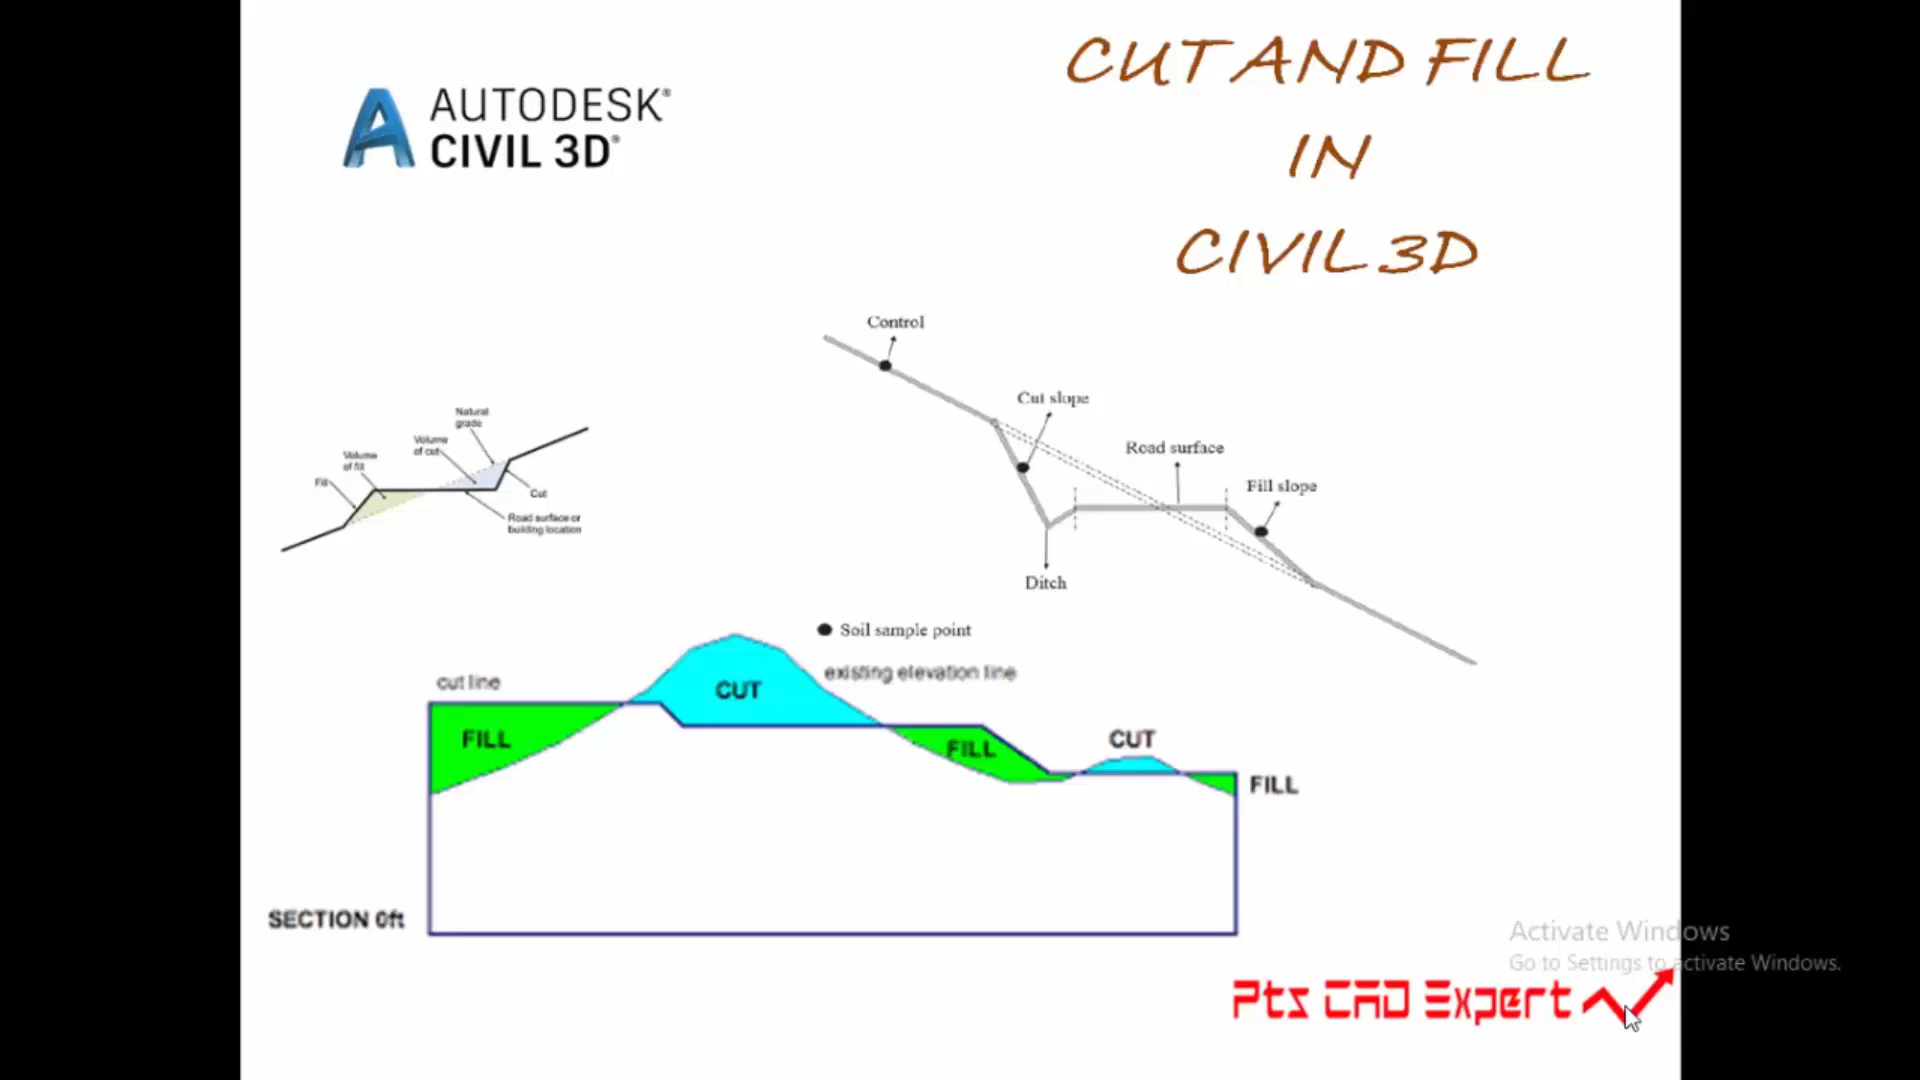 AUTODESK®
CIVIL 3D®
CUT AND FILL
IN
CIVIL 3D
Natural
grade
Volume
of cut
Volume
of fill
Fill
Cut
Road surface or
building location
Control
Cut slope
Road surface
Fill slope
Ditch
Soil sample point
existing elevation line
cut line
FILL
CUT
FILL
CUT
FILL
SECTION 0ft
Activate Windows
Go to Settings to activate Windows.
Pts CAD Expert